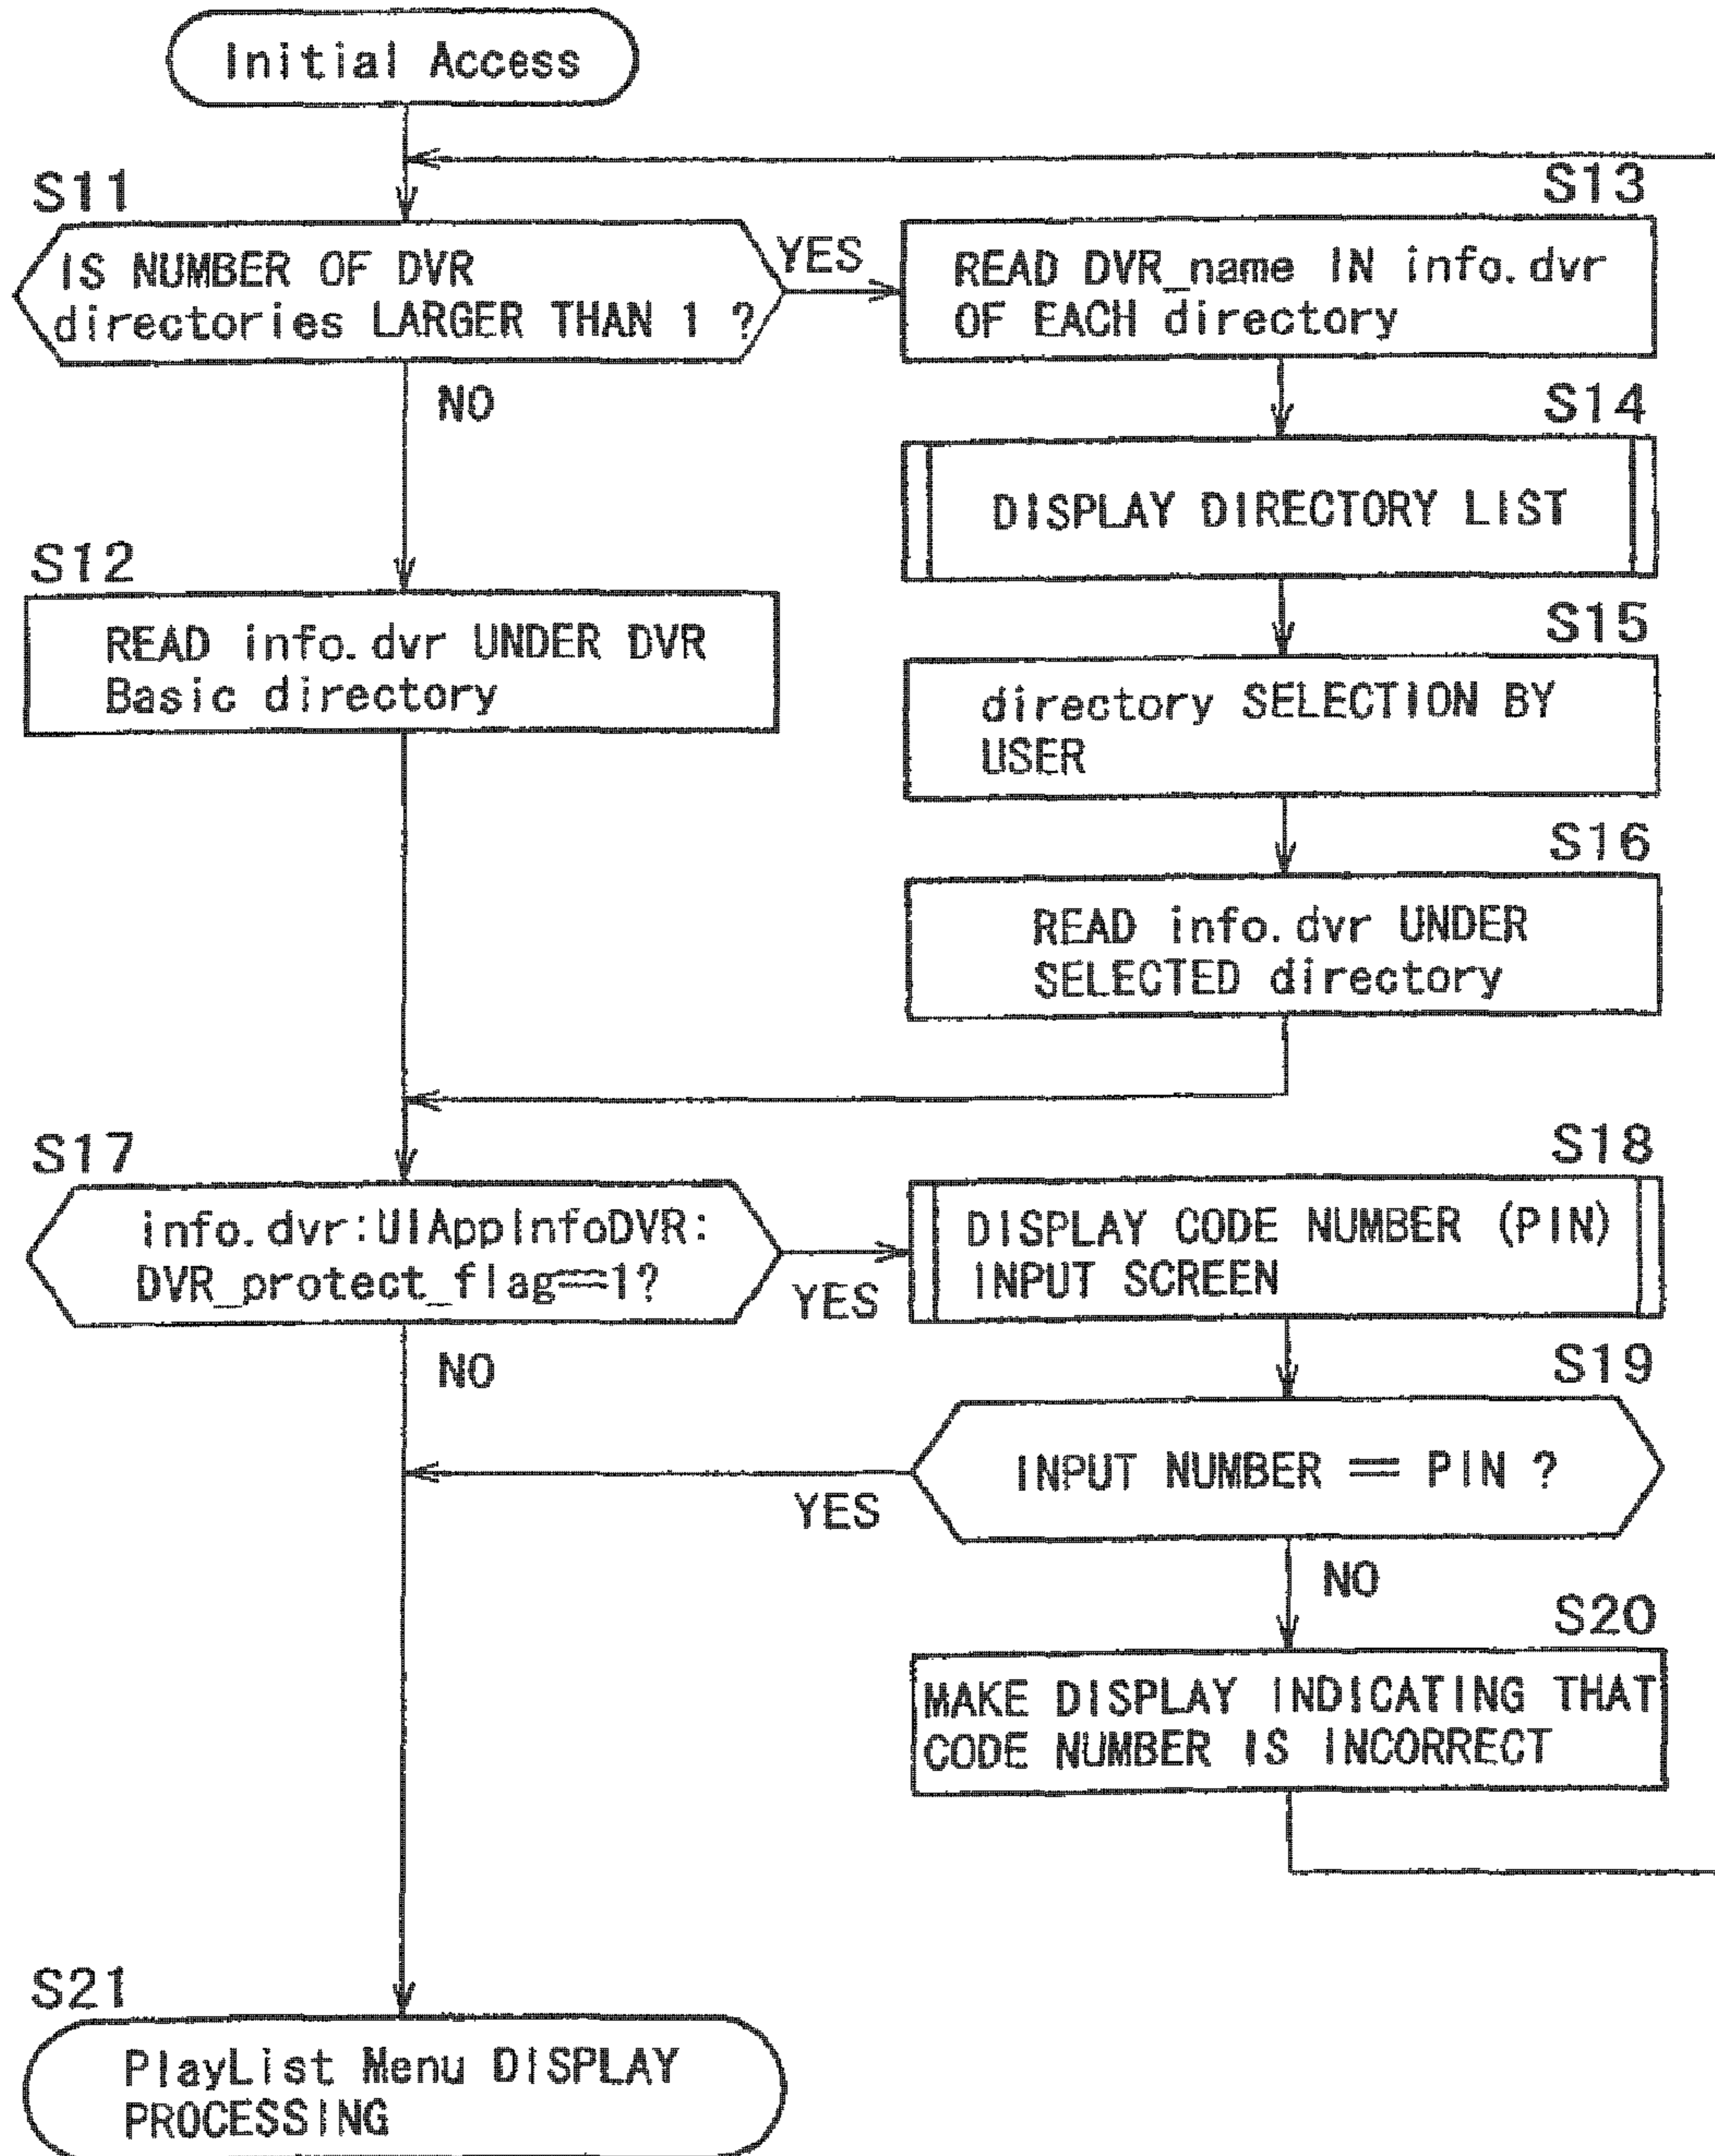 Initial Access
S11
IS NUMBER OF DVR
directories LARGER THAN 1 ?
YES
NO
S13
READ DVR_name IN info.dvr
OF EACH directory
S14
DISPLAY DIRECTORY LIST
S12
READ info.dvr UNDER DVR
Basic directory
S15
directory SELECTION BY
USER
S16
READ info.dvr UNDER
SELECTED directory
S17
info.dvr:UIAppInfoDVR:
DVR_protect_flag==1?
YES
NO
S18
DISPLAY CODE NUMBER (PIN)
INPUT SCREEN
S19
INPUT NUMBER == PIN ?
YES
NO
S20
MAKE DISPLAY INDICATING THAT
CODE NUMBER IS INCORRECT
S21
PlayList Menu DISPLAY
PROCESSING